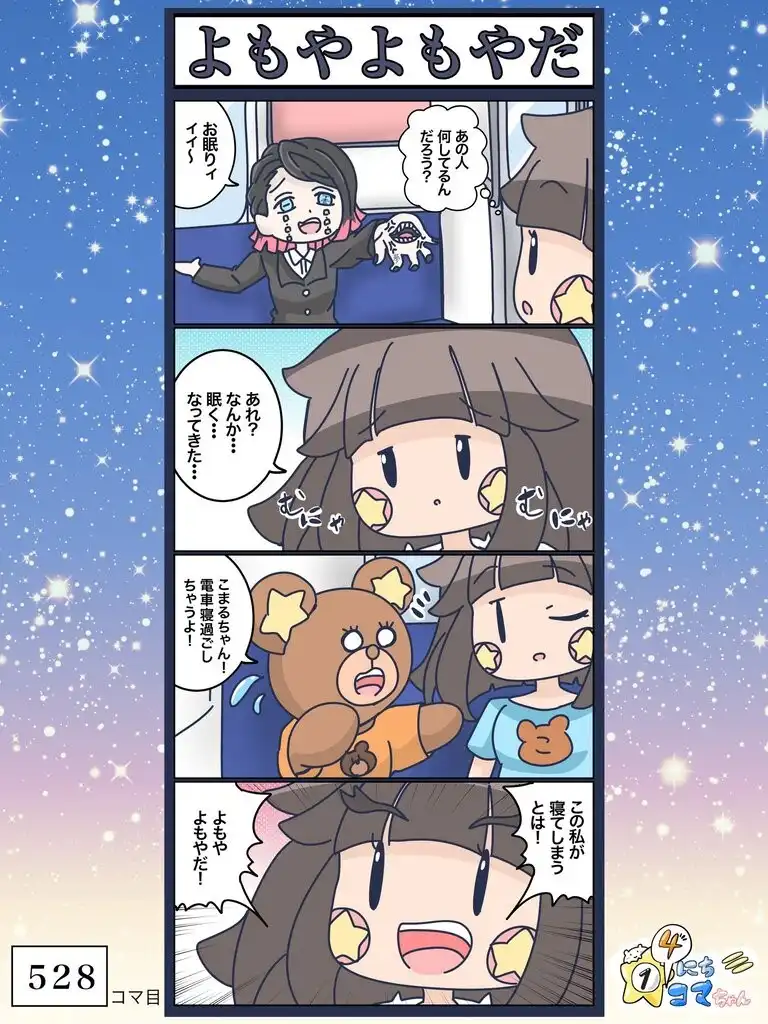 よもやよもやだ
あの人
何してるん
だろう?
お眠りィ
イィ〜
あれ?
なんか…
眠く…
なってきた…
むにゃ
むにゃ
こまるちゃん!
電車寝過ごし
ちゃうよ!
こ
この私が
寝てしまう
とは!
よもや
よもやだ!
528
コマ目
1
にち
4
コマ
ちゃん